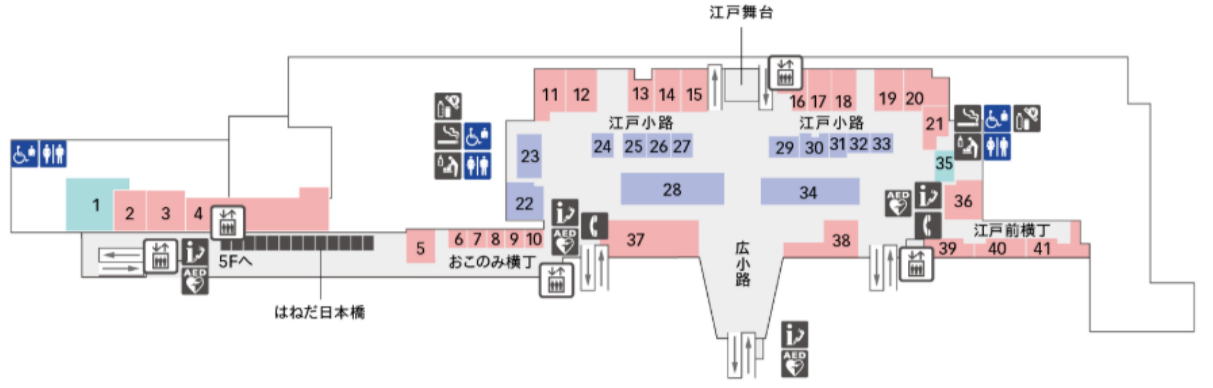 江戸舞台
11 12 13 14 15 16 17 18 19 20
21
江戸小路 江戸小路
24 25 26 27 29 30 31 32 33
23
35
28 34
22
36
1 2 3 4
AED
AED
AED
37 38
5 6 7 8 9 10
おこのみ横丁
江戸前横丁
39 40 41
5Fへ
AED
はねだ日本橋
広小路
AED